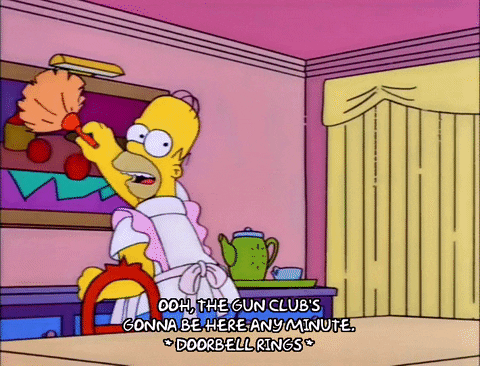 OOH, THE GUN CLUB'S
GONNA BE HERE ANY MINUTE.
* DOORBELL RINGS *